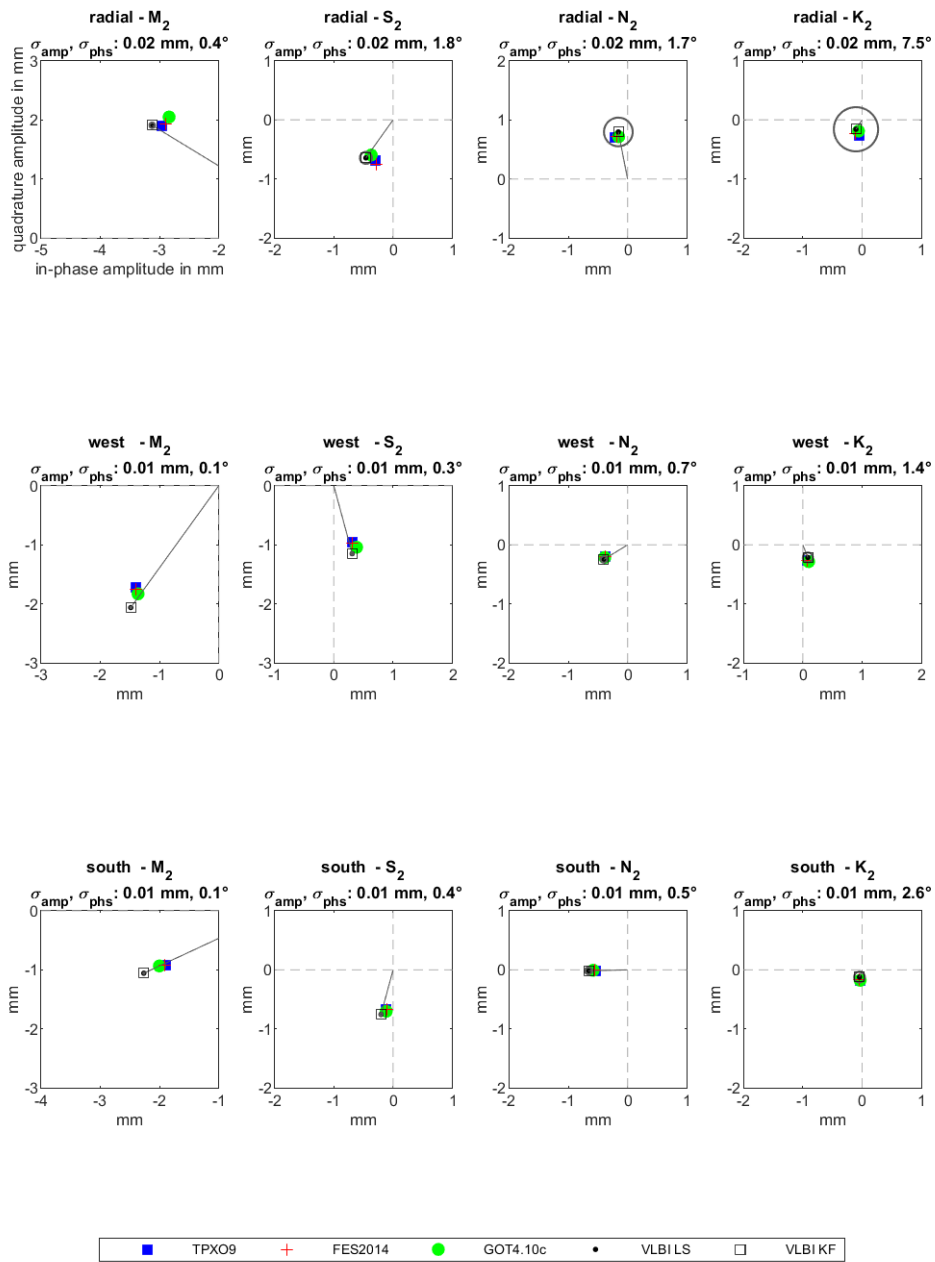 radial - M2
σamp, σphs: 0.02 mm, 0.4°
radial - S2
σamp, σphs: 0.02 mm, 1.8°
radial - N2
σamp, σphs: 0.02 mm, 1.7°
radial - K2
σamp, σphs: 0.02 mm, 7.5°
quadrature amplitude in mm
3
2
1
0
-4 -3 -2
in-phase amplitude in mm
mm
1
0
-1
-2
-2 -1 0 1
mm
mm
2
1
0
-1
-2 -1 0 1
mm
mm
1
0
-1
-2
-2 -1 0 1
mm
west - M2
σamp, σphs: 0.01 mm, 0.1°
west - S2
σamp, σphs: 0.01 mm, 0.3°
west - N2
σamp, σphs: 0.01 mm, 0.7°
west - K2
σamp, σphs: 0.01 mm, 1.4°
mm
0
-1
-2
-3
-3 -2 -1 0
mm
mm
0
-1
-2
-3
-1 0 1 2
mm
mm
1
0
-1
-2
-2 -1 0 1
mm
mm
1
0
-1
-2
-1 0 1 2
mm
south - M2
σamp, σphs: 0.01 mm, 0.1°
south - S2
σamp, σphs: 0.01 mm, 0.4°
south - N2
σamp, σphs: 0.01 mm, 0.5°
south - K2
σamp, σphs: 0.01 mm, 2.6°
mm
0
-1
-2
-3
-4 -3 -2 -1
mm
mm
1
0
-1
-2
-2 -1 0 1
mm
mm
1
0
-1
-2
-2 -1 0 1
mm
mm
1
0
-1
-2
-2 -1 0 1
mm
TPXO9 FES2014 GOT4.10c VLBI LS VLBI KF